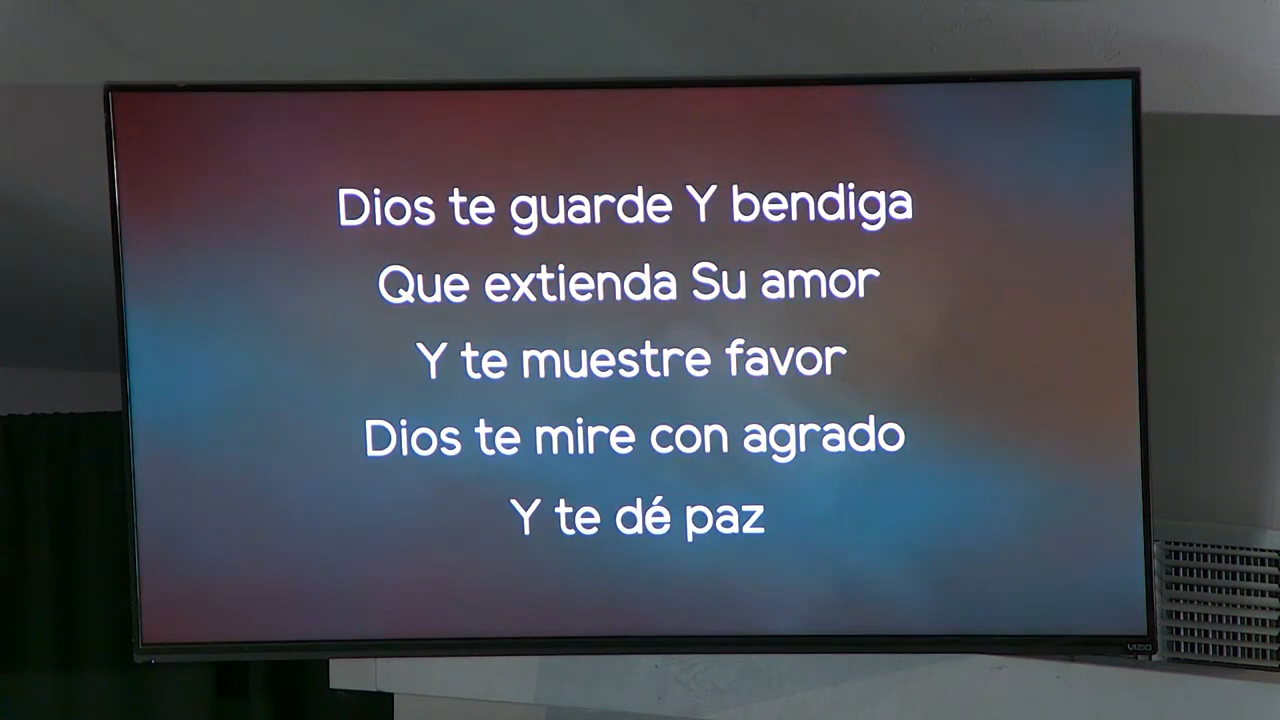 Dios te guarde Y bendiga
Que extienda Su amor
Y te muestre favor
Dios te mire con agrado
Y te dé paz
VIZIO